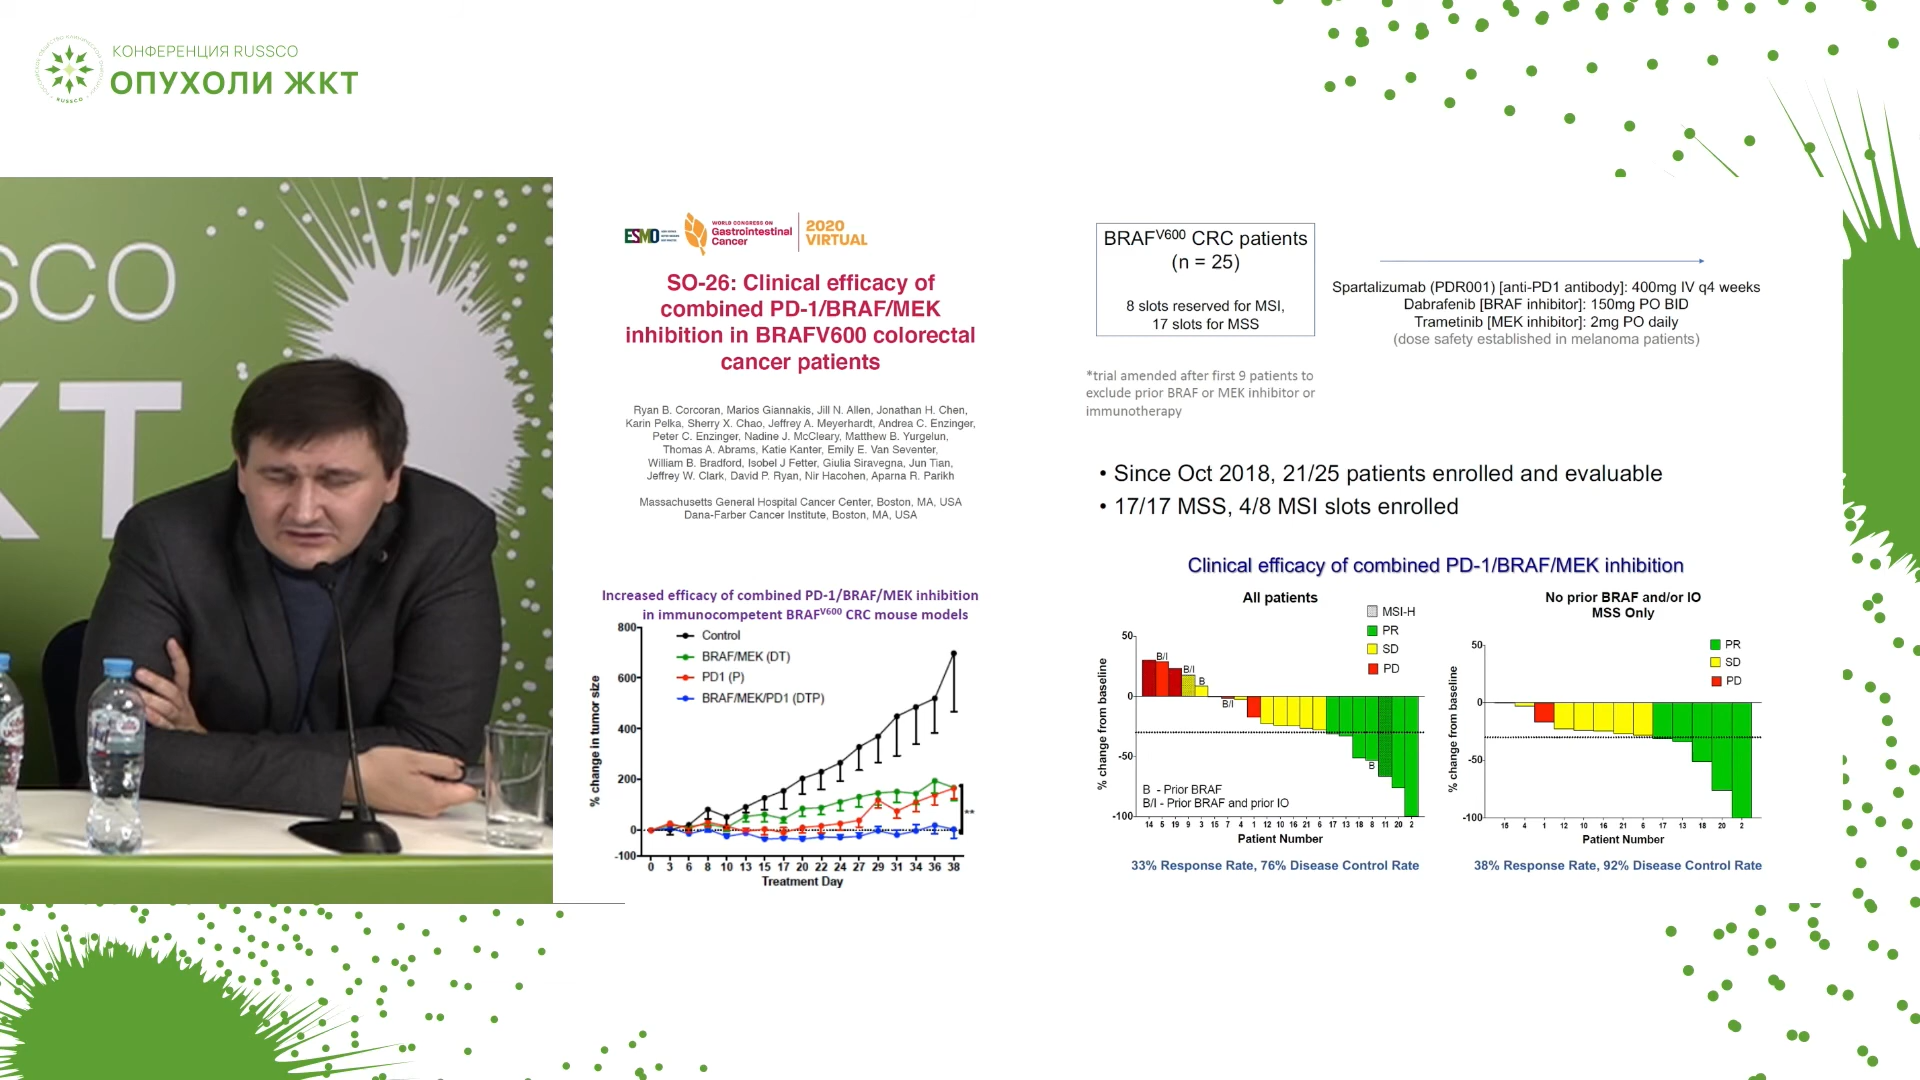 КОНФЕРЕНЦИЯ RUSSCO
ОПУХОЛИ ЖКТ
RUSSCO
SCO
КТ
ESMO
WORLD CONGRESS ON
Gastrointestinal
Cancer
2020
VIRTUAL
SO-26: Clinical efficacy of
combined PD-1/BRAF/MEK
inhibition in BRAFV600 colorectal
cancer patients
Ryan B. Corcoran, Marios Giannakis, Jill N. Allen, Jonathan H. Chen,
Karin Pelka, Sherry X. Chao, Jeffrey A. Meyerhardt, Andrea C. Enzinger,
Peter C. Enzinger, Nadine J. McCleary, Matthew B. Yurgelun,
Thomas A. Abrams, Katie Kanter, Emily E. Van Seventer,
William B. Bradford, Isobel J Fetter, Giulia Siravegna, Jun Tian,
Jeffrey W. Clark, David P. Ryan, Nir Hacohen, Aparna R. Parikh
Massachusetts General Hospital Cancer Center, Boston, MA, USA
Dana-Farber Cancer Institute, Boston, MA, USA
Increased efficacy of combined PD-1/BRAF/MEK inhibition
in immunocompetent BRAFV600 CRC mouse models
Control
BRAF/MEK (DT)
PD1 (P)
BRAF/MEK/PD1 (DTP)
% change in tumor size
800
600
400
200
0
-100
**
0 3 6 8 10 13 15 17 20 22 24 27 29 31 34 36 38
Treatment Day
BRAFV600 CRC patients
(n = 25)
8 slots reserved for MSI,
17 slots for MSS
Spartalizumab (PDR001) [anti-PD1 antibody]: 400mg IV q4 weeks
Dabrafenib [BRAF inhibitor]: 150mg PO BID
Trametinib [MEK inhibitor]: 2mg PO daily
(dose safety established in melanoma patients)
*trial amended after first 9 patients to
exclude prior BRAF or MEK inhibitor or
immunotherapy
• Since Oct 2018, 21/25 patients enrolled and evaluable
• 17/17 MSS, 4/8 MSI slots enrolled
Clinical efficacy of combined PD-1/BRAF/MEK inhibition
All patients
MSI-H
PR
SD
PD
% change from baseline
50
0
-50
-100
B/I
B/I
B
B/I
B
B - Prior BRAF
B/I - Prior BRAF and prior IO
14 5 19 9 3 15 7 4 1 12 10 16 21 6 17 13 18 8 11 20 2
Patient Number
33% Response Rate, 76% Disease Control Rate
No prior BRAF and/or IO
MSS Only
PR
SD
PD
% change from baseline
50
0
-50
-100
15 4 1 12 10 16 21 6 17 13 18 20 2
Patient Number
38% Response Rate, 92% Disease Control Rate